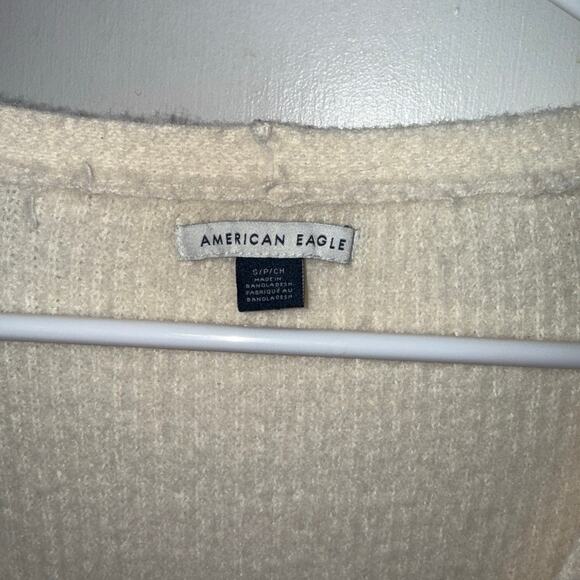 AMERICAN EAGLE
S/P/CH
MADE IN
BANGLADESH
FABRIQUÉ AU
BANGLADESH